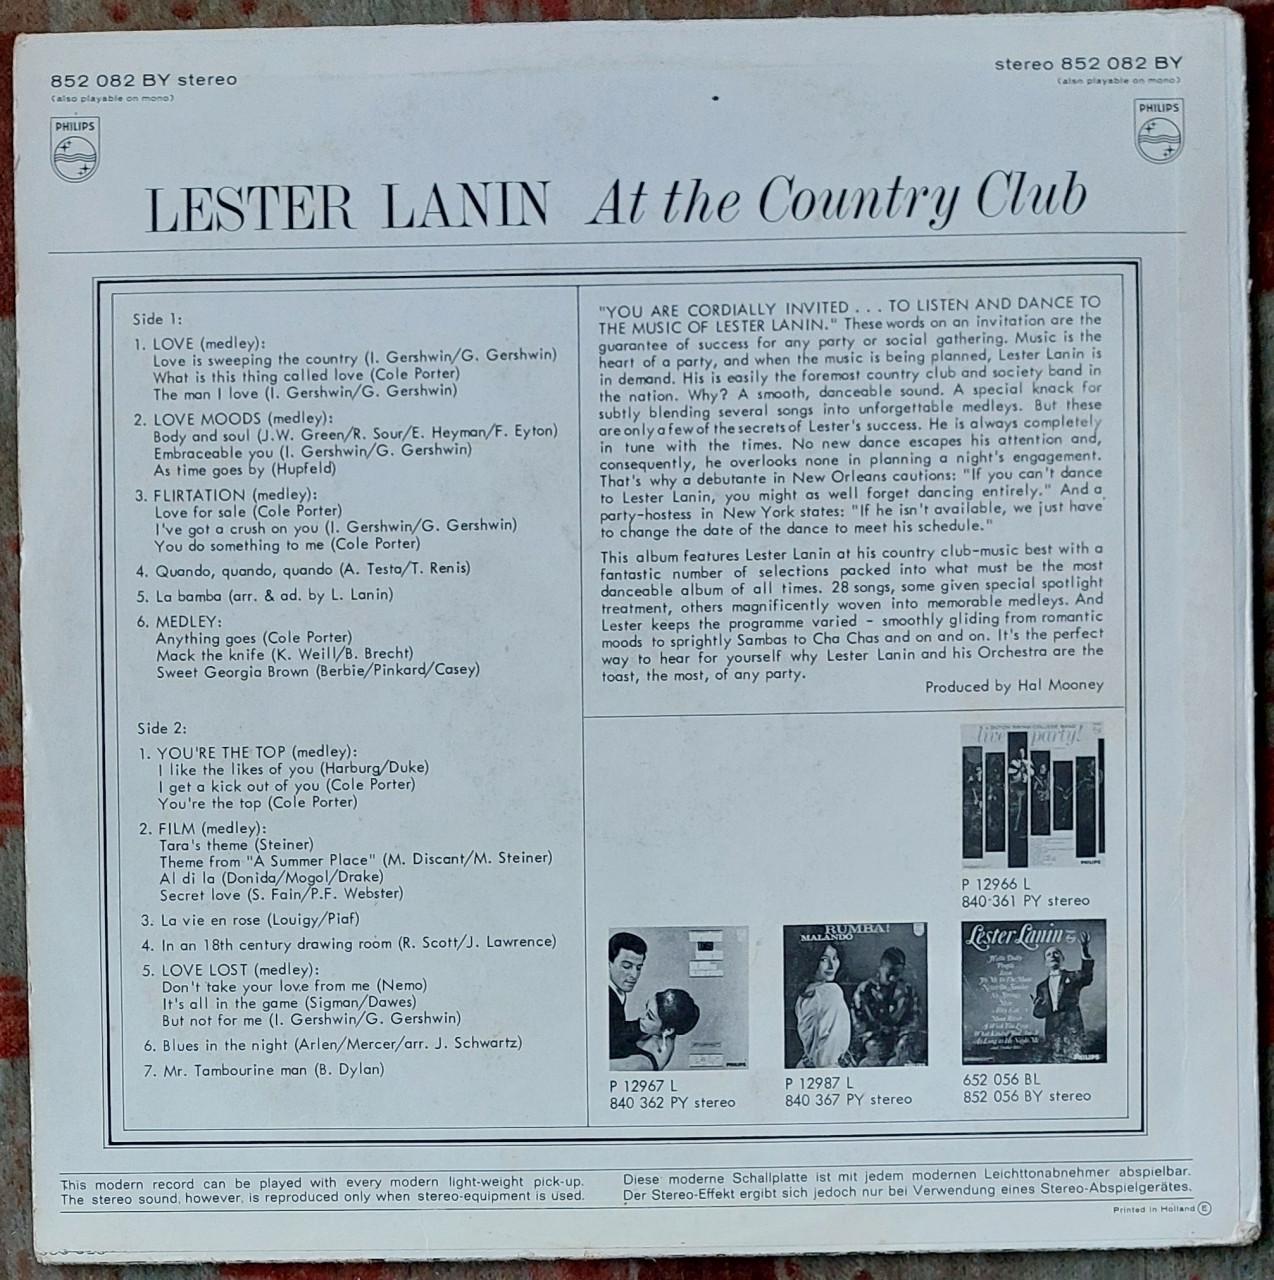 852 082 BY stereo
(also playable on mono)
PHILIPS
stereo 852 082 BY
(also playable on mono)
PHILIPS
LESTER LANIN At the Country Club
Side 1:
1. LOVE (medley):
Love is sweeping the country (I. Gershwin/G. Gershwin)
What is this thing called love (Cole Porter)
The man I love (I. Gershwin/G. Gershwin)
2. LOVE MOODS (medley):
Body and soul (J.W. Green/R. Sour/E. Heyman/F. Eyton)
Embraceable you (I. Gershwin/G. Gershwin)
As time goes by (Hupfeld)
3. FLIRTATION (medley):
Love for sale (Cole Porter)
I've got a crush on you (I. Gershwin/G. Gershwin)
You do something to me (Cole Porter)
4. Quando, quando, quando (A. Testa/T. Renis)
5. La bamba (arr. & ad. by L. Lanin)
6. MEDLEY:
Anything goes (Cole Porter)
Mack the knife (K. Weill/B. Brecht)
Sweet Georgia Brown (Berbie/Pinkard/Casey)
Side 2:
1. YOU'RE THE TOP (medley):
I like the likes of you (Harburg/Duke)
I get a kick out of you (Cole Porter)
You're the top (Cole Porter)
2. FILM (medley):
Tara's theme (Steiner)
Theme from "A Summer Place" (M. Discant/M. Steiner)
Al di la (Donida/Mogol/Drake)
Secret love (S. Fain/P.F. Webster)
3. La vie en rose (Louigy/Piaf)
4. In an 18th century drawing room (R. Scott/J. Lawrence)
5. LOVE LOST (medley):
Don't take your love from me (Nemo)
It's all in the game (Sigman/Dawes)
But not for me (I. Gershwin/G. Gershwin)
6. Blues in the night (Arlen/Mercer/arr. J. Schwartz)
7. Mr. Tambourine man (B. Dylan)
"YOU ARE CORDIALLY INVITED . . . TO LISTEN AND DANCE TO
THE MUSIC OF LESTER LANIN." These words on an invitation are the
guarantee of success for any party or social gathering. Music is the
heart of a party, and when the music is being planned, Lester Lanin is
in demand. His is easily the foremost country club and society band in
the nation. Why? A smooth, danceable sound. A special knack for
subtly blending several songs into unforgettable medleys. But these
are only a few of the secrets of Lester's success. He is always completely
in tune with the times. No new dance escapes his attention and,
consequently, he overlooks none in planning a night's engagement.
That's why a debutante in New Orleans cautions: "If you can't dance
to Lester Lanin, you might as well forget dancing entirely." And a
party-hostess in New York states: "If he isn't available, we just have
to change the date of the dance to meet his schedule."
This album features Lester Lanin at his country club-music best with a
fantastic number of selections packed into what must be the most
danceable album of all times. 28 songs, some given special spotlight
treatment, others magnificently woven into memorable medleys. And
Lester keeps the programme varied – smoothly gliding from romantic
moods to sprightly Sambas to Cha Chas and on and on. It's the perfect
way to hear for yourself why Lester Lanin and his Orchestra are the
toast, the most, of any party.
Produced by Hal Mooney
live party!
PHILIPS
P 12966 L
840 361 PY stereo
PHILIPS
P 12967 L
840 362 PY stereo
RUMBA!
MALANDO
P 12987 L
840 367 PY stereo
Lester Lanin
Hello Dolly
People
PHILIPS
652 056 BL
852 056 BY stereo
This modern record can be played with every modern light-weight pick-up.
The stereo sound, however, is reproduced only when stereo-equipment is used.
Diese moderne Schallplatte ist mit jedem modernen Leichttonabnehmer abspielbar.
Der Stereo-Effekt ergibt sich jedoch nur bei Verwendung eines Stereo-Abspielgerätes.
Printed in Holland E